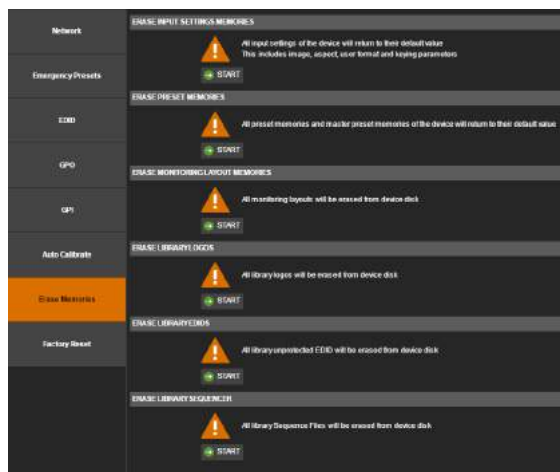 Network
Emergency Presets
EDID
GPO
GPI
Auto Calibrate
Erase Memories
Factory Reset
ERASE INPUT SETTINGS MEMORIES
All input settings of the device will return to their default value
This includes image, aspect, user format and keying parameters
START
ERASE PRESET MEMORIES
All preset memories and master preset memories of the device will return to their default value
START
ERASE MONITORING LAYOUT MEMORIES
All monitoring layouts will be erased from device disk
START
ERASE LIBRARY LOGOS
All library logos will be erased from device disk
START
ERASE LIBRARY EDIDS
All library unprotected EDID will be erased from device disk
START
ERASE LIBRARY SEQUENCER
All library Sequence Files will be erased from device disk
START